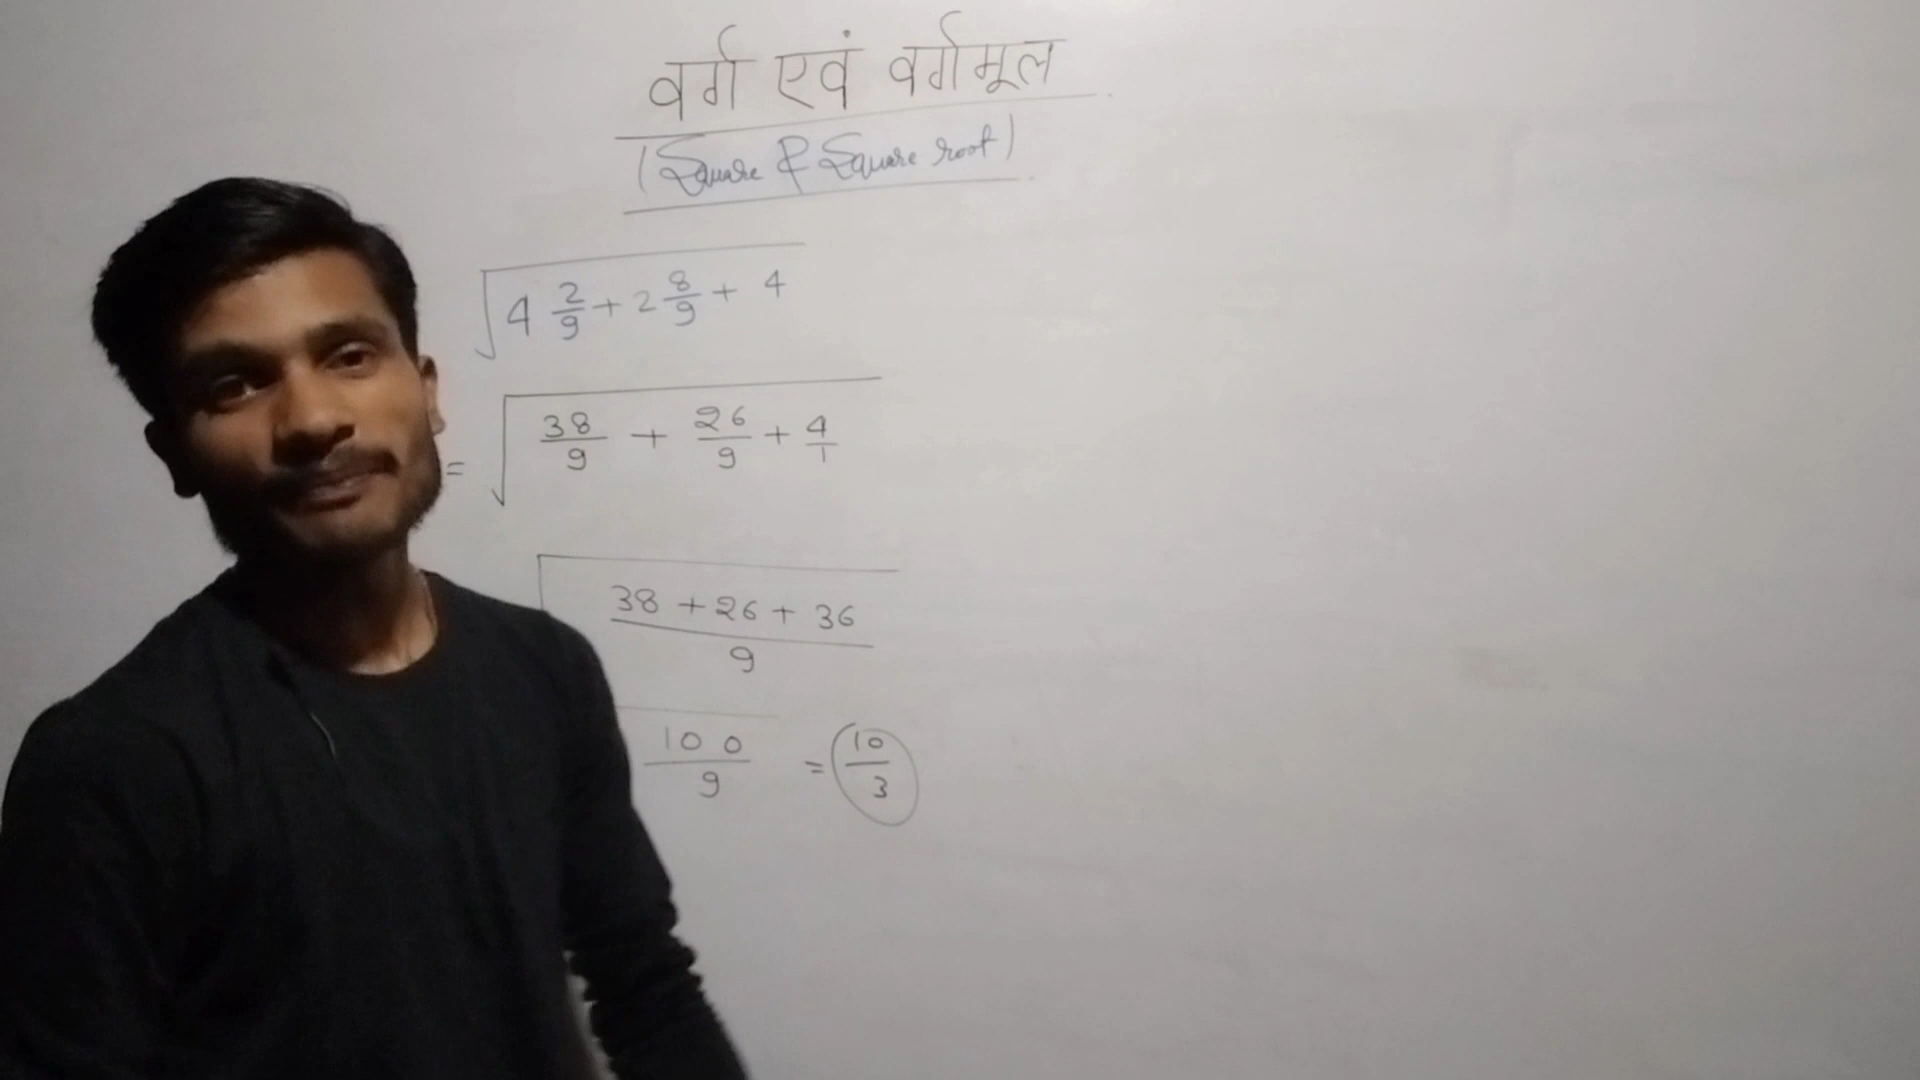 वर्ग एवं वर्गमूल
(Square & Square root)
√4 2/9 + 2 8/9 + 4
= √38/9 + 26/9 + 4/1
√38 + 26 + 36 / 9
100/9 = 10/3